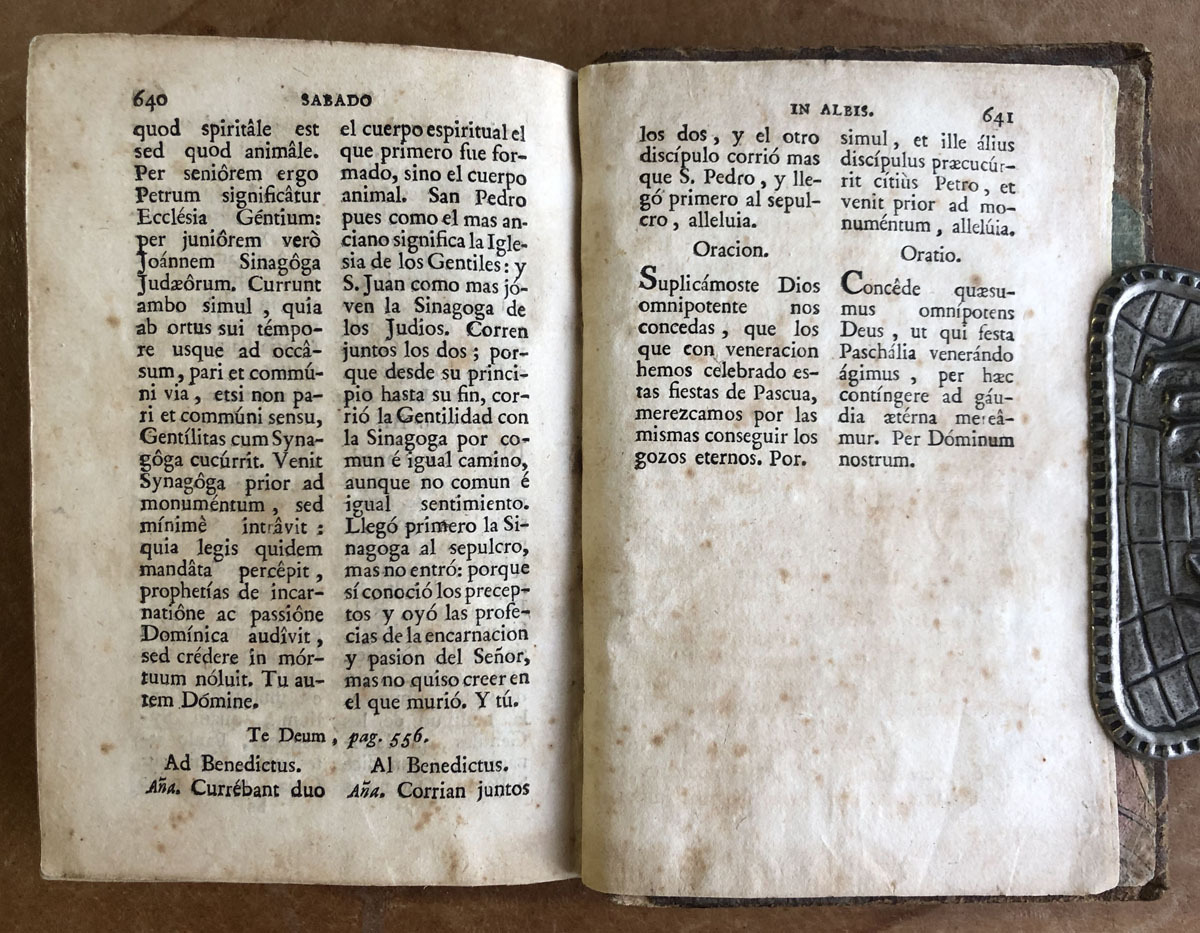 640 SABADO
quod spiritâle est
sed quod animâle.
Per seniôrem ergo
Petrum significâtur
Ecclésia Géntium:
per juniôrem verò
Joánnem Sinagôga
Judæôrum. Currunt
ambo simul , quia
ab ortus sui témpo-
re usque ad occâ-
sum, pari et commú-
ni via , etsi non pa-
ri et commúni sensu,
Gentílitas cum Syna-
gôga cucúrrit. Venit
Synagôga prior ad
monuméntum , sed
mínimè intrâvit :
quia legis quidem
mandâta percêpit ,
prophetías de incar-
natiône ac passiône
Domínica audîvit ,
sed crédere in mór-
tuum nóluit. Tu au-
tem Dómine.
el cuerpo espiritual el
que primero fue for-
mado, sino el cuerpo
animal. San Pedro
pues como el mas an-
ciano significa la Igle-
sia de los Gentiles : y
S. Juan como mas jó-
ven la Sinagoga de
los Judios. Corren
juntos los dos ; por-
que desde su princi-
pio hasta su fin, cor-
rió la Gentilidad con
la Sinagoga por co-
mun é igual camino,
aunque no comun é
igual sentimiento.
Llegó primero la Si-
nagoga al sepulcro,
mas no entró: porque
sí conoció los precep-
tos y oyó las profe-
cias de la encarnacion
y pasion del Señor,
mas no quiso creer en
el que murió. Y tú.
Te Deum , pag. 556.
Ad Benedictus.
Aña. Currébant duo
Al Benedictus.
Aña. Corrian juntos
IN ALBIS. 641
los dos , y el otro
discípulo corrió mas
que S. Pedro , y lle-
gó primero al sepul-
cro , alleluia.
Oracion.
Suplicámoste Dios
omnipotente nos
concedas , que los
que con veneracion
hemos celebrado es-
tas fiestas de Pascua,
merezcamos por las
mismas conseguir los
gozos eternos. Por.
simul , et ille álius
discípulus præcucúr-
rit cítiùs Petro , et
venit prior ad mo-
numéntum , allelúia.
Oratio.
Concêde quæsu-
mus omnípotens
Deus , ut qui festa
Paschália venerándo
ágimus , per hæc
contíngere ad gáu-
dia ætérna mereâ-
mur. Per Dóminum
nostrum.